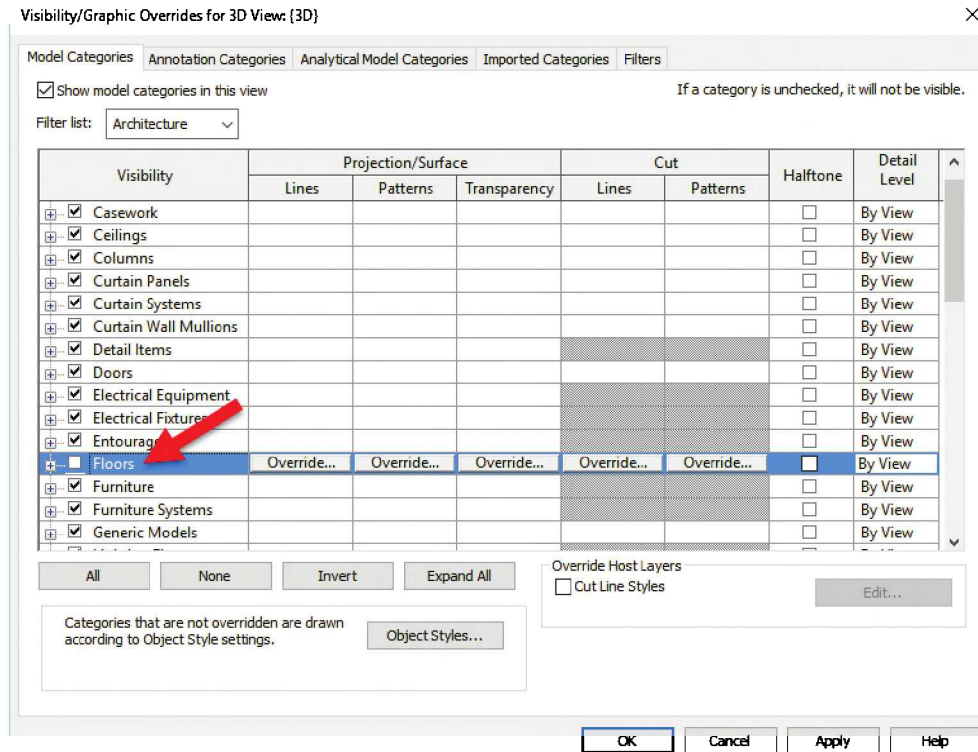 Visibility/Graphic Overrides for 3D View: {3D}
Model Categories Annotation Categories Analytical Model Categories Imported Categories Filters
Show model categories in this view If a category is unchecked, it will not be visible.
Filter list: Architecture
Visibility Projection/Surface Cut Halftone Detail Level
Lines Patterns Transparency Lines Patterns
Casework By View
Ceilings By View
Columns By View
Curtain Panels By View
Curtain Systems By View
Curtain Wall Mullions By View
Detail Items By View
Doors By View
Electrical Equipment By View
Electrical Fixtures By View
Entourage By View
Floors Override... Override... Override... Override... Override... By View
Furniture By View
Furniture Systems By View
Generic Models By View
All None Invert Expand All
Override Host Layers
Cut Line Styles Edit...
Categories that are not overridden are drawn
according to Object Style settings. Object Styles...
OK Cancel Apply Help